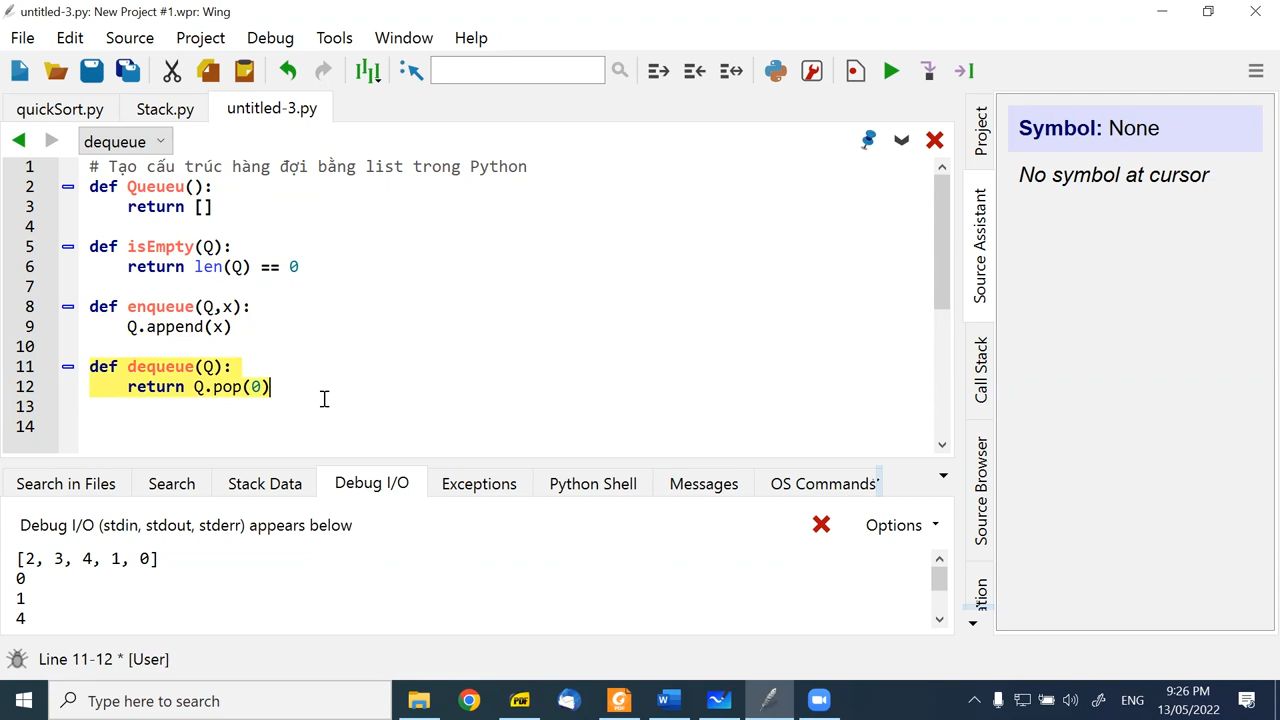 untitled-3.py: New Project #1.wpr: Wing
File Edit Source Project Debug Tools Window Help
quickSort.py Stack.py untitled-3.py
dequeue
1 # Tạo cấu trúc hàng đợi bằng list trong Python
2 def Queueu():
3 return []
4
5 def isEmpty(Q):
6 return len(Q) == 0
7
8 def enqueue(Q,x):
9 Q.append(x)
10
11 def dequeue(Q):
12 return Q.pop(0)
13
14
Project
Source Assistant
Call Stack
Source Browser
Symbol: None
No symbol at cursor
Search in Files Search Stack Data Debug I/O Exceptions Python Shell Messages OS Commands
Debug I/O (stdin, stdout, stderr) appears below Options
[2, 3, 4, 1, 0]
0
1
4
Line 11-12 * [User]
Type here to search
PDF
PDF
W
ENG
9:26 PM
13/05/2022